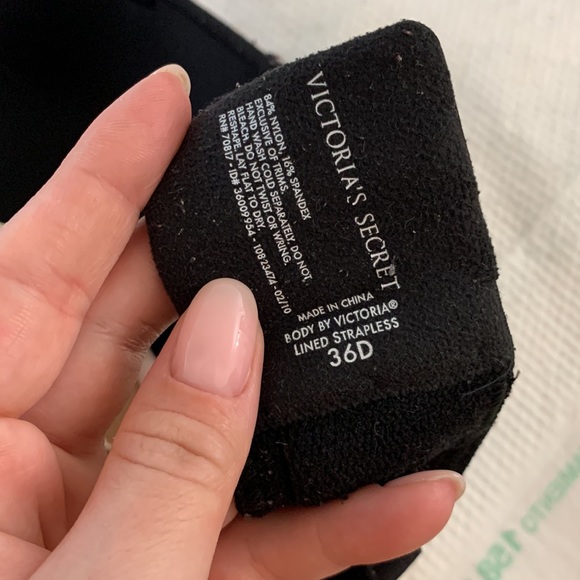 VICTORIA'S SECRET
84% NYLON, 16% SPANDEX
EXCLUSIVE OF TRIMS.
HAND WASH COLD SEPARATELY. DO NOT,
BLEACH. DO NOT TWIST OR WRING.
RESHAPE. LAY FLAT TO DRY.
RN# 70817 - ID# 36009954 - 10823474 - 02/10
MADE IN CHINA
BODY BY VICTORIA®
LINED STRAPLESS
36D